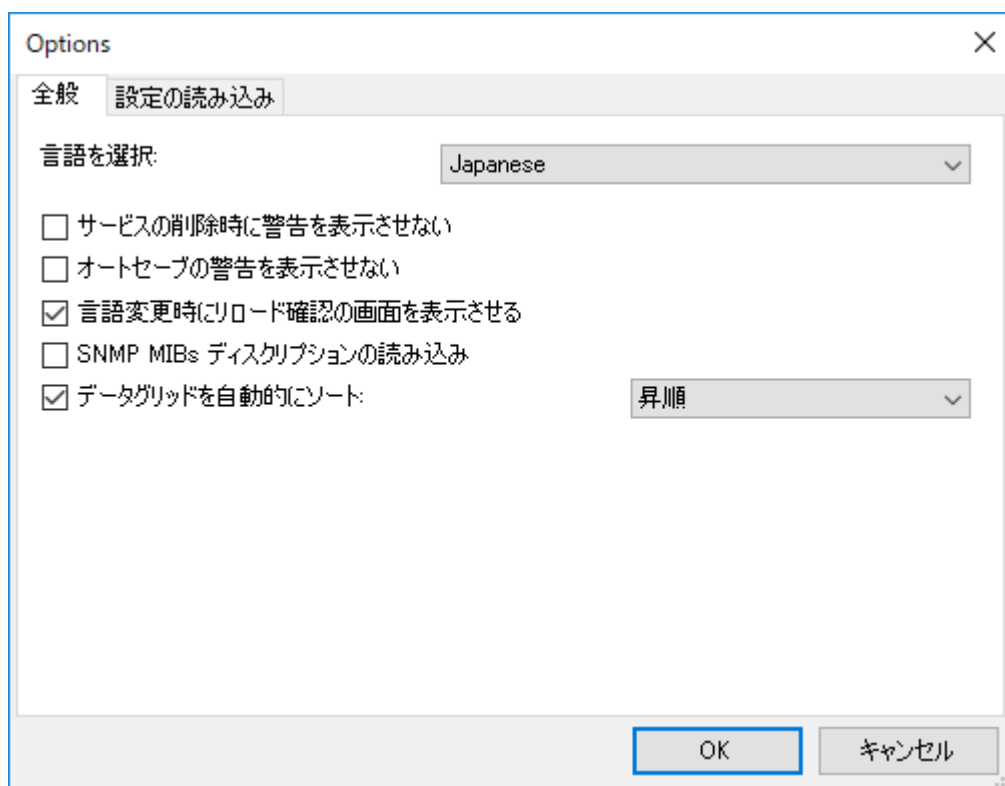 Options
全般 設定の読み込み
言語を選択: Japanese
サービスの削除時に警告を表示させない
オートセーブの警告を表示させない
言語変更時にリロード確認の画面を表示させる
SNMP MIBs ディスクリプションの読み込み
データグリッドを自動的にソート: 昇順
OK キャンセル